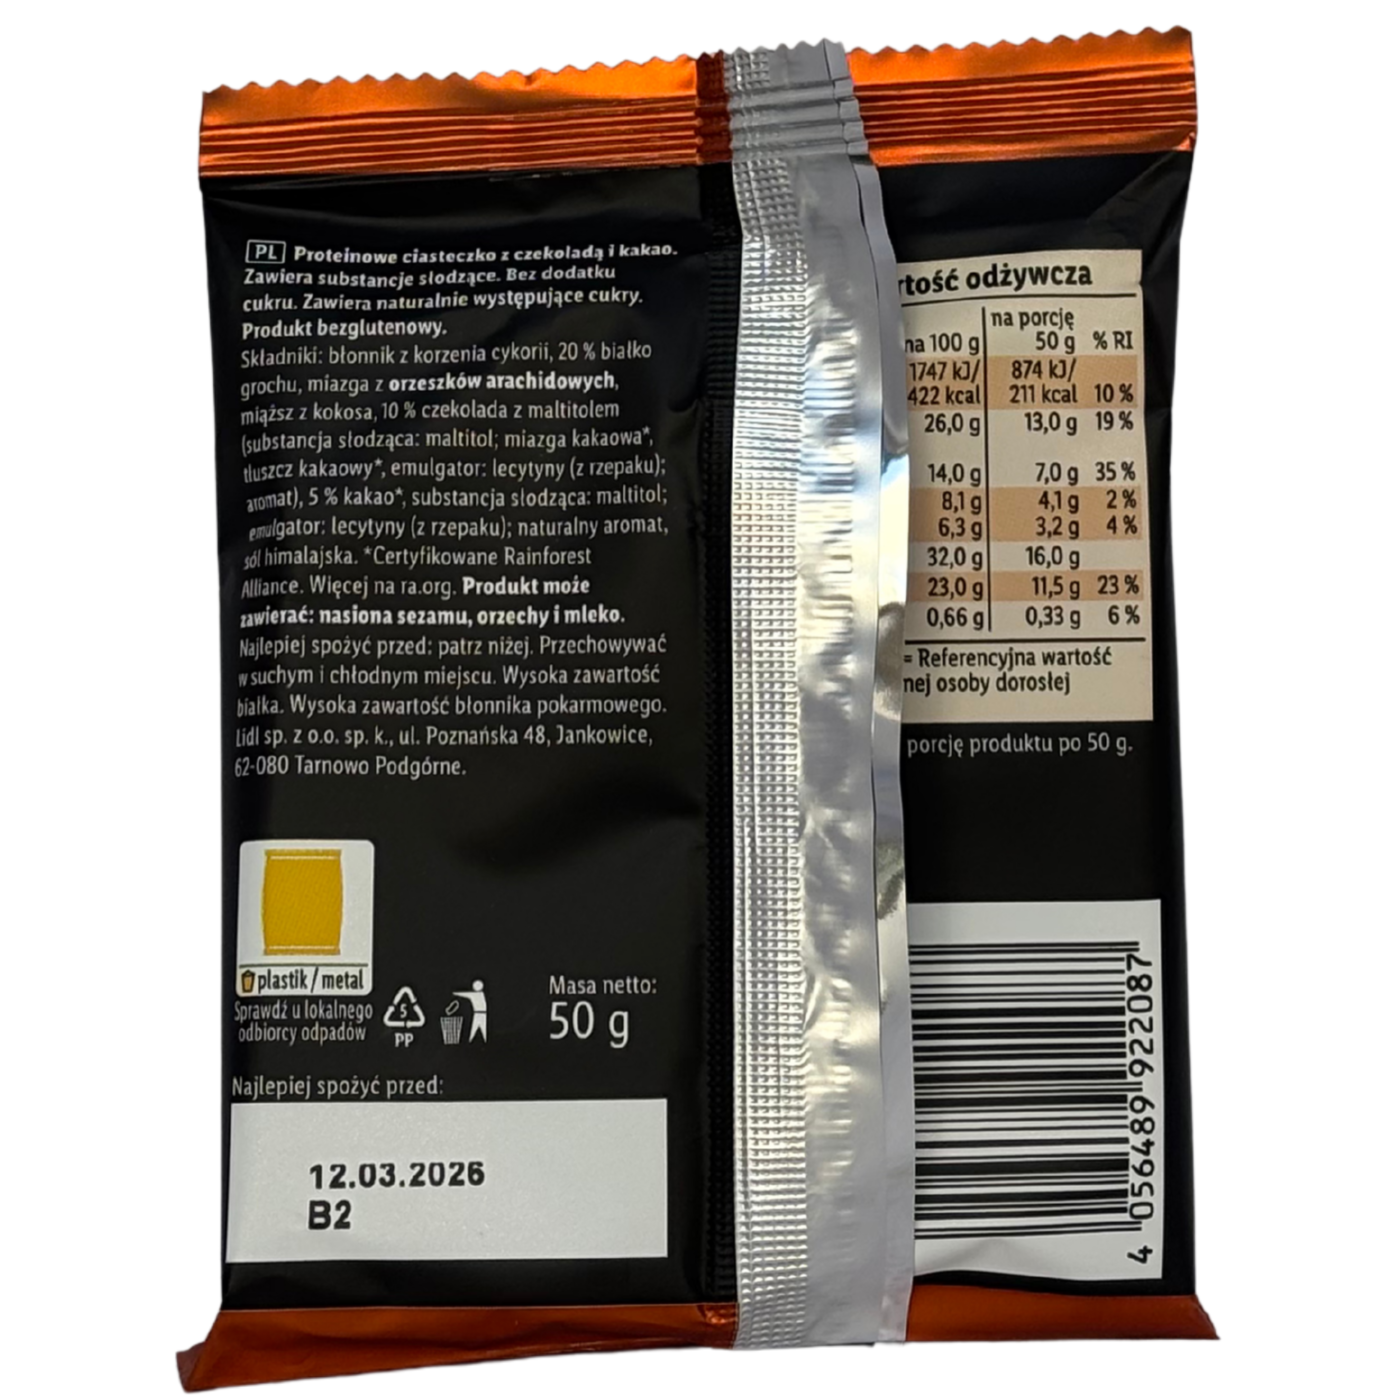 PL Proteinowe ciasteczko z czekoladą i kakao.
Zawiera substancje słodzące. Bez dodatku
cukru. Zawiera naturalnie występujące cukry.
Produkt bezglutenowy.
Składniki: błonnik z korzenia cykorii, 20 % białko
grochu, miazga z orzeszków arachidowych,
miąższ z kokosa, 10 % czekolada z maltitolem
(substancja słodząca: maltitol; miazga kakaowa*,
tłuszcz kakaowy*, emulgator: lecytyny (z rzepaku);
aromat), 5 % kakao*, substancja słodząca: maltitol;
emulgator: lecytyny (z rzepaku); naturalny aromat,
sól himalajska. *Certyfikowane Rainforest
Alliance. Więcej na ra.org. Produkt może
zawierać: nasiona sezamu, orzechy i mleko.
Najlepiej spożyć przed: patrz niżej. Przechowywać
w suchym i chłodnym miejscu. Wysoka zawartość
białka. Wysoka zawartość błonnika pokarmowego.
Lidl sp. z o.o. sp. k., ul. Poznańska 48, Jankowice,
62-080 Tarnowo Podgórne.
plastik / metal
Sprawdź u lokalnego
odbiorcy odpadów
5
PP
Masa netto:
50 g
Najlepiej spożyć przed:
12.03.2026
B2
rtość odżywcza
na porcję
na 100 g 50 g % RI
1747 kJ/ 874 kJ/
422 kcal 211 kcal 10 %
26,0 g 13,0 g 19 %
14,0 g 7,0 g 35 %
8,1 g 4,1 g 2 %
6,3 g 3,2 g 4 %
32,0 g 16,0 g
23,0 g 11,5 g 23 %
0,66 g 0,33 g 6 %
= Referencyjna wartość
nej osoby dorosłej
porcję produktu po 50 g.
4 056489 922087